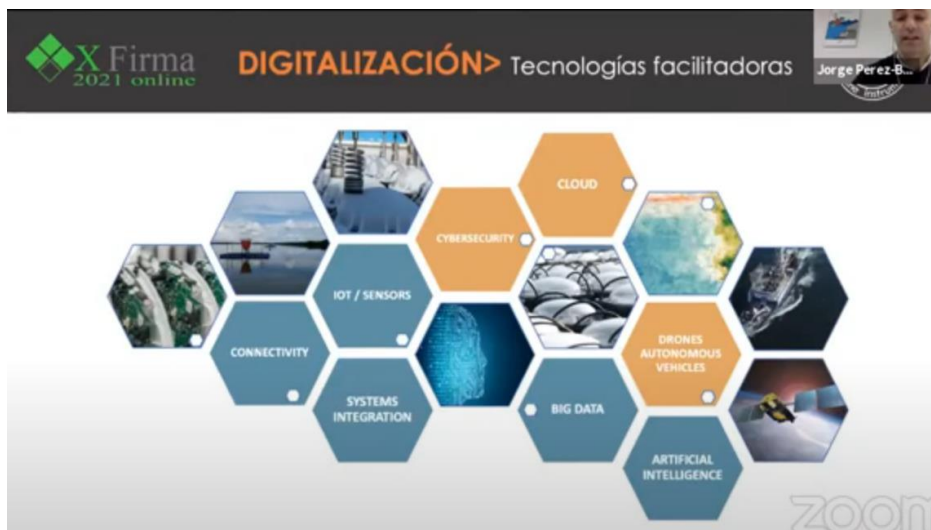 X Firma
2021 online
DIGITALIZACIÓN> Tecnologías facilitadoras
Jorge Perez-B...
CLOUD
CYBERSECURITY
IOT / SENSORS
CONNECTIVITY
DRONES
AUTONOMOUS
VEHICLES
SYSTEMS
INTEGRATION
BIG DATA
ARTIFICIAL
INTELLIGENCE
zoom